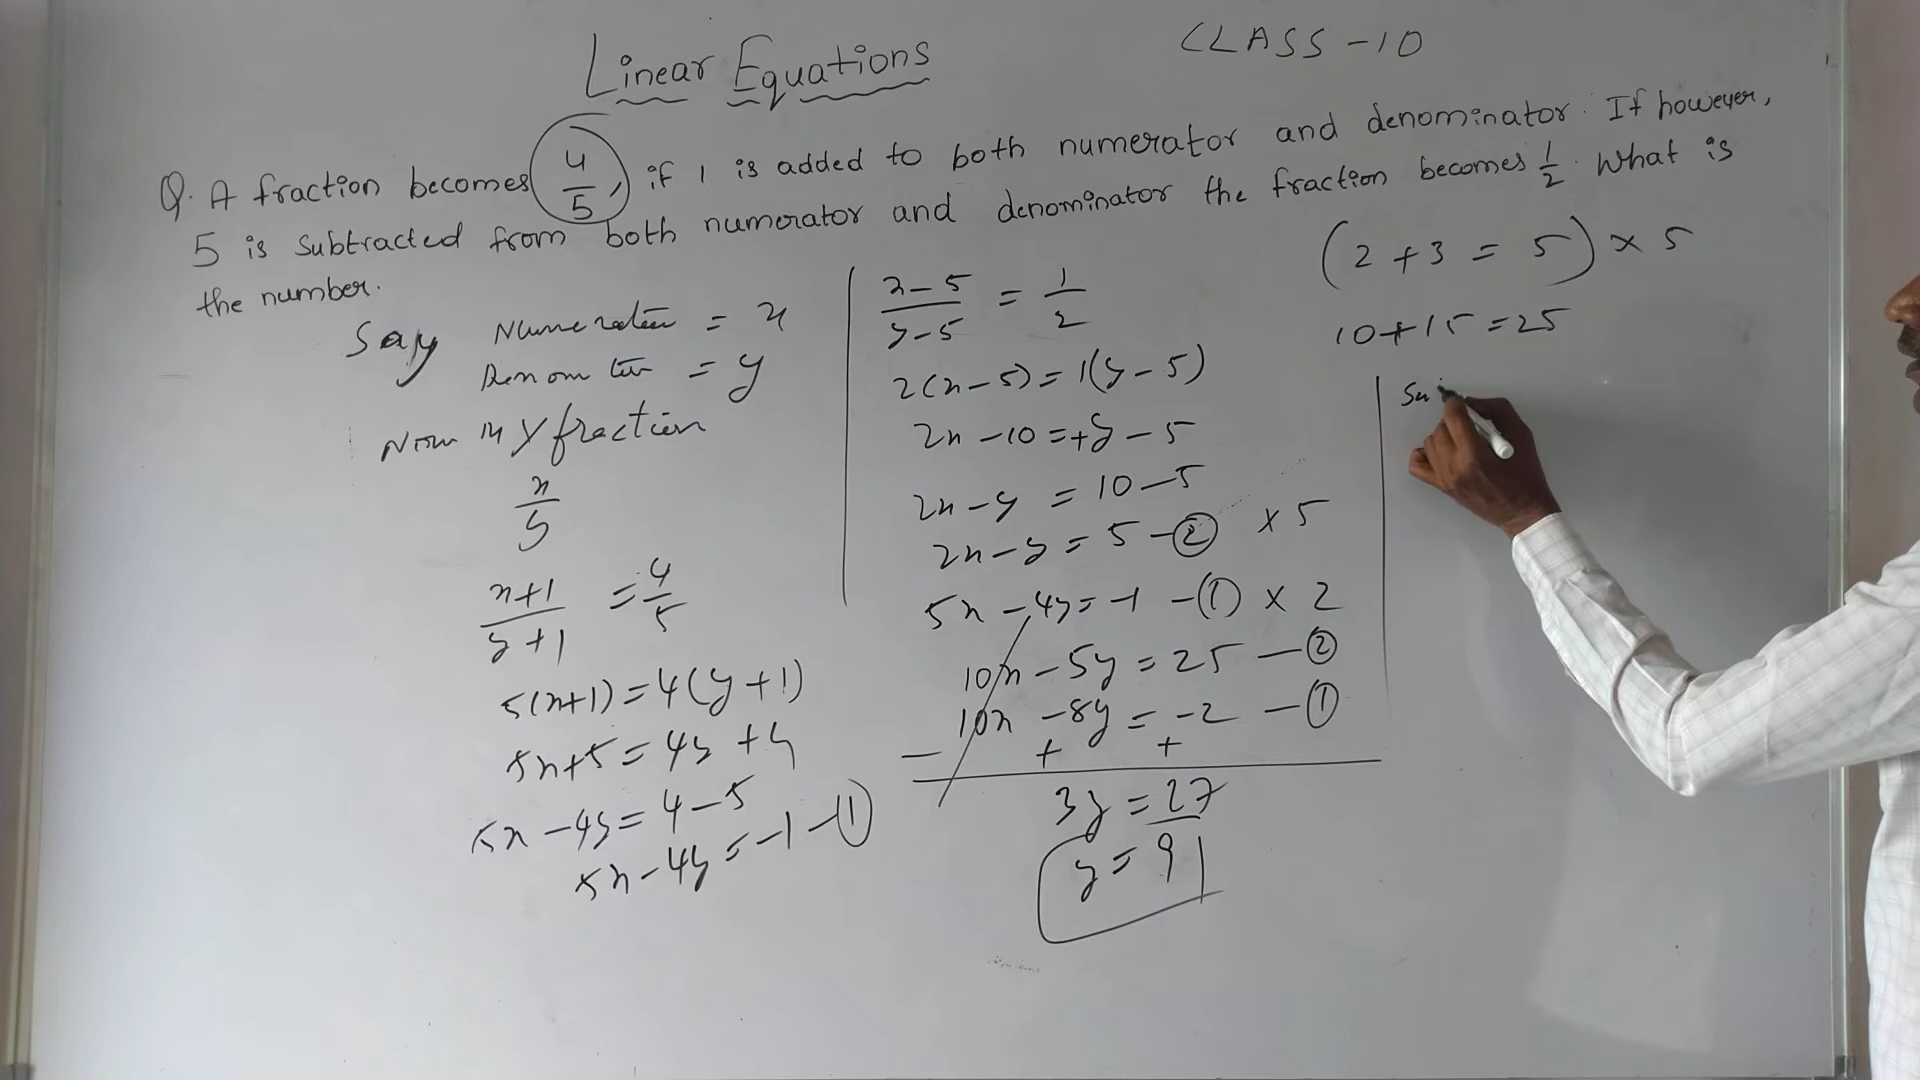 Linear Equations
CLASS-10
Q. A fraction becomes 4/5, if 1 is added to both numerator and denominator. If however,
5 is subtracted from both numerator and denominator the fraction becomes 1/2. What is
the number.
Say Numerator = x
Denomtor = y
Now my fraction
x/y
(x+1)/(y+1) = 4/5
5(x+1) = 4(y+1)
5x+5 = 4y+4
5x-4y = 4-5
5x-4y = -1 -①
(x-5)/(y-5) = 1/2
2(x-5) = 1(y-5)
2x-10 = +y-5
2x-y = 10-5
2x-y = 5 -② × 5
5x-4y = -1 -① × 2
10x-5y = 25 -②
10x-8y = -2 -①
- + +
3y = 27
y = 9
(2+3 = 5) × 5
10+15 = 25